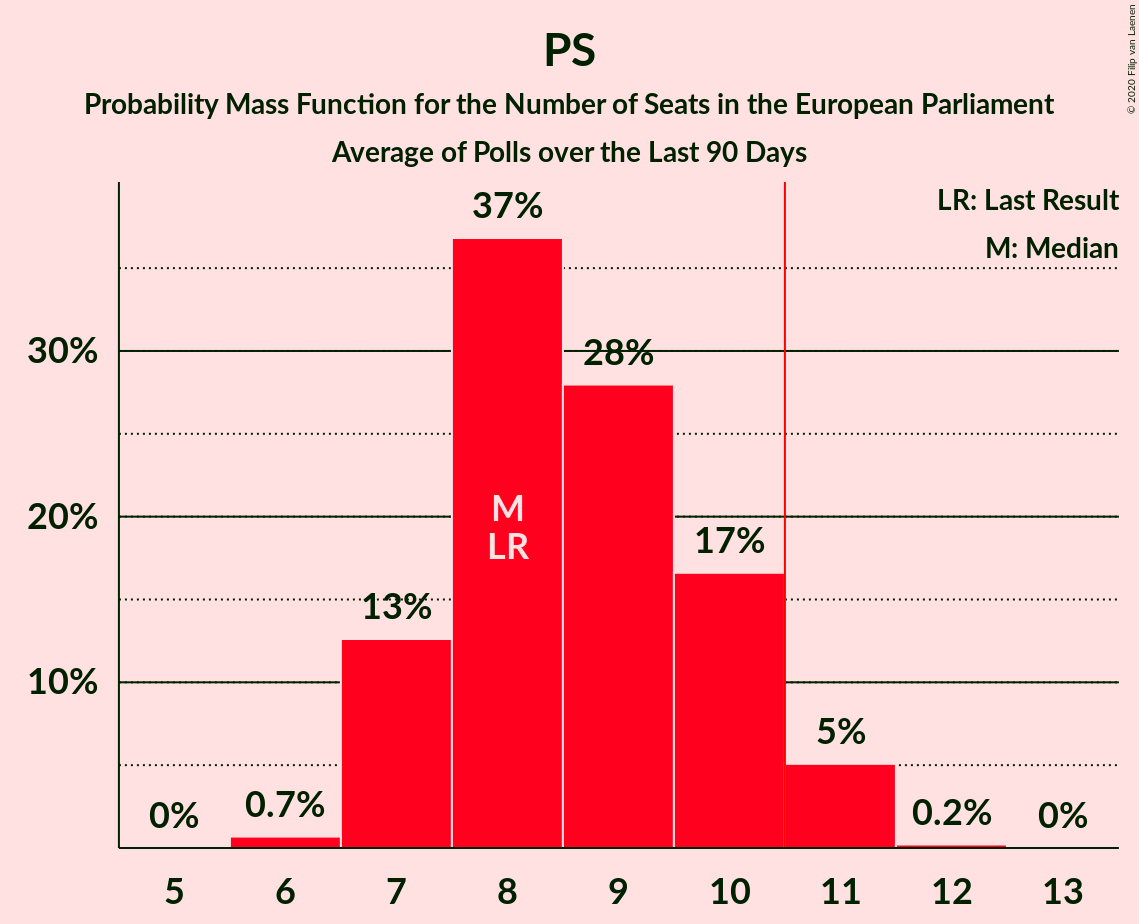 PS
Probability Mass Function for the Number of Seats in the European Parliament
Average of Polls over the Last 90 Days
© 2020 Filip van Laenen
LR: Last Result
M: Median
37%
28%
17%
13%
5%
0.7%
0.2%
0%
0%
M
LR
30%
20%
10%
5 6 7 8 9 10 11 12 13